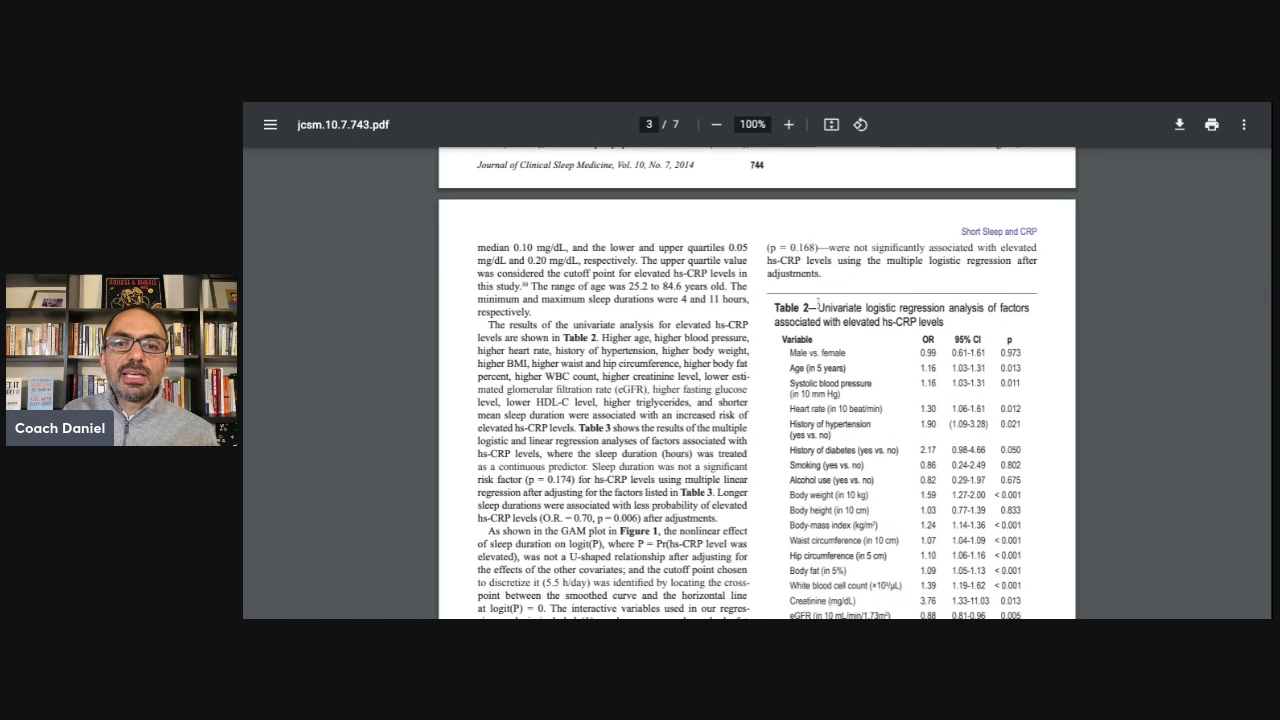 jcsm.10.7.743.pdf
3 / 7
100%
Journal of Clinical Sleep Medicine, Vol. 10, No. 7, 2014 744
Short Sleep and CRP
median 0.10 mg/dL, and the lower and upper quartiles 0.05
mg/dL and 0.20 mg/dL, respectively. The upper quartile value
was considered the cutoff point for elevated hs-CRP levels in
this study.³⁰ The range of age was 25.2 to 84.6 years old. The
minimum and maximum sleep durations were 4 and 11 hours,
respectively.
The results of the univariate analysis for elevated hs-CRP
levels are shown in Table 2. Higher age, higher blood pressure,
higher heart rate, history of hypertension, higher body weight,
higher BMI, higher waist and hip circumference, higher body fat
percent, higher WBC count, higher creatinine level, lower esti-
mated glomerular filtration rate (eGFR), higher fasting glucose
level, lower HDL-C level, higher triglycerides, and shorter
mean sleep duration were associated with an increased risk of
elevated hs-CRP levels. Table 3 shows the results of the multiple
logistic and linear regression analyses of factors associated with
hs-CRP levels, where the sleep duration (hours) was treated
as a continuous predictor. Sleep duration was not a significant
risk factor (p = 0.174) for hs-CRP levels using multiple linear
regression after adjusting for the factors listed in Table 3. Longer
sleep durations were associated with less probability of elevated
hs-CRP levels (O.R. = 0.70, p = 0.006) after adjustments.
As shown in the GAM plot in Figure 1, the nonlinear effect
of sleep duration on logit(P), where P = Pr(hs-CRP level was
elevated), was not a U-shaped relationship after adjusting for
the effects of the other covariates; and the cutoff point chosen
to discretize it (5.5 h/day) was identified by locating the cross-
point between the smoothed curve and the horizontal line
at logit(P) = 0. The interactive variables used in our regres-
(p = 0.168)—were not significantly associated with elevated
hs-CRP levels using the multiple logistic regression after
adjustments.
Table 2—Univariate logistic regression analysis of factors
associated with elevated hs-CRP levels
Variable OR 95% CI p
Male vs. female 0.99 0.61-1.61 0.973
Age (in 5 years) 1.16 1.03-1.31 0.013
Systolic blood pressure 1.16 1.03-1.31 0.011
(in 10 mm Hg)
Heart rate (in 10 beat/min) 1.30 1.06-1.61 0.012
History of hypertension 1.90 (1.09-3.28) 0.021
(yes vs. no)
History of diabetes (yes vs. no) 2.17 0.98-4.66 0.050
Smoking (yes vs. no) 0.86 0.24-2.49 0.802
Alcohol use (yes vs. no) 0.82 0.29-1.97 0.675
Body weight (in 10 kg) 1.59 1.27-2.00 < 0.001
Body height (in 10 cm) 1.03 0.77-1.39 0.833
Body-mass index (kg/m²) 1.24 1.14-1.36 < 0.001
Waist circumference (in 10 cm) 1.07 1.04-1.09 < 0.001
Hip circumference (in 5 cm) 1.10 1.06-1.16 < 0.001
Body fat (in 5%) 1.09 1.05-1.13 < 0.001
White blood cell count (×10³/μL) 1.39 1.19-1.62 < 0.001
Creatinine (mg/dL) 3.76 1.33-11.03 0.013
eGFR (in 10 mL/min/1.73m²) 0.88 0.81-0.96 0.005
Coach Daniel